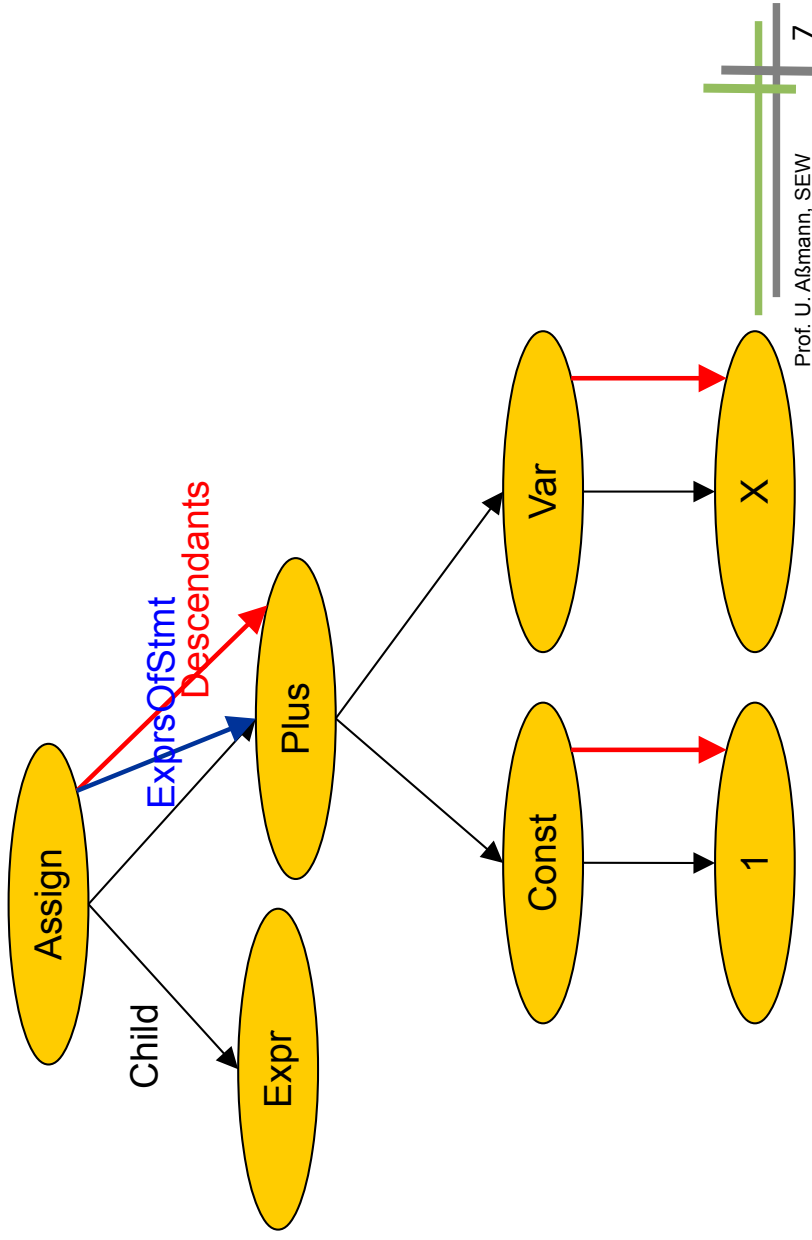 Assign
Child
ExprsOfStmt
Descendants
Expr
Plus
Const
Var
1
X
Prof. U. Aßmann, SEW
7